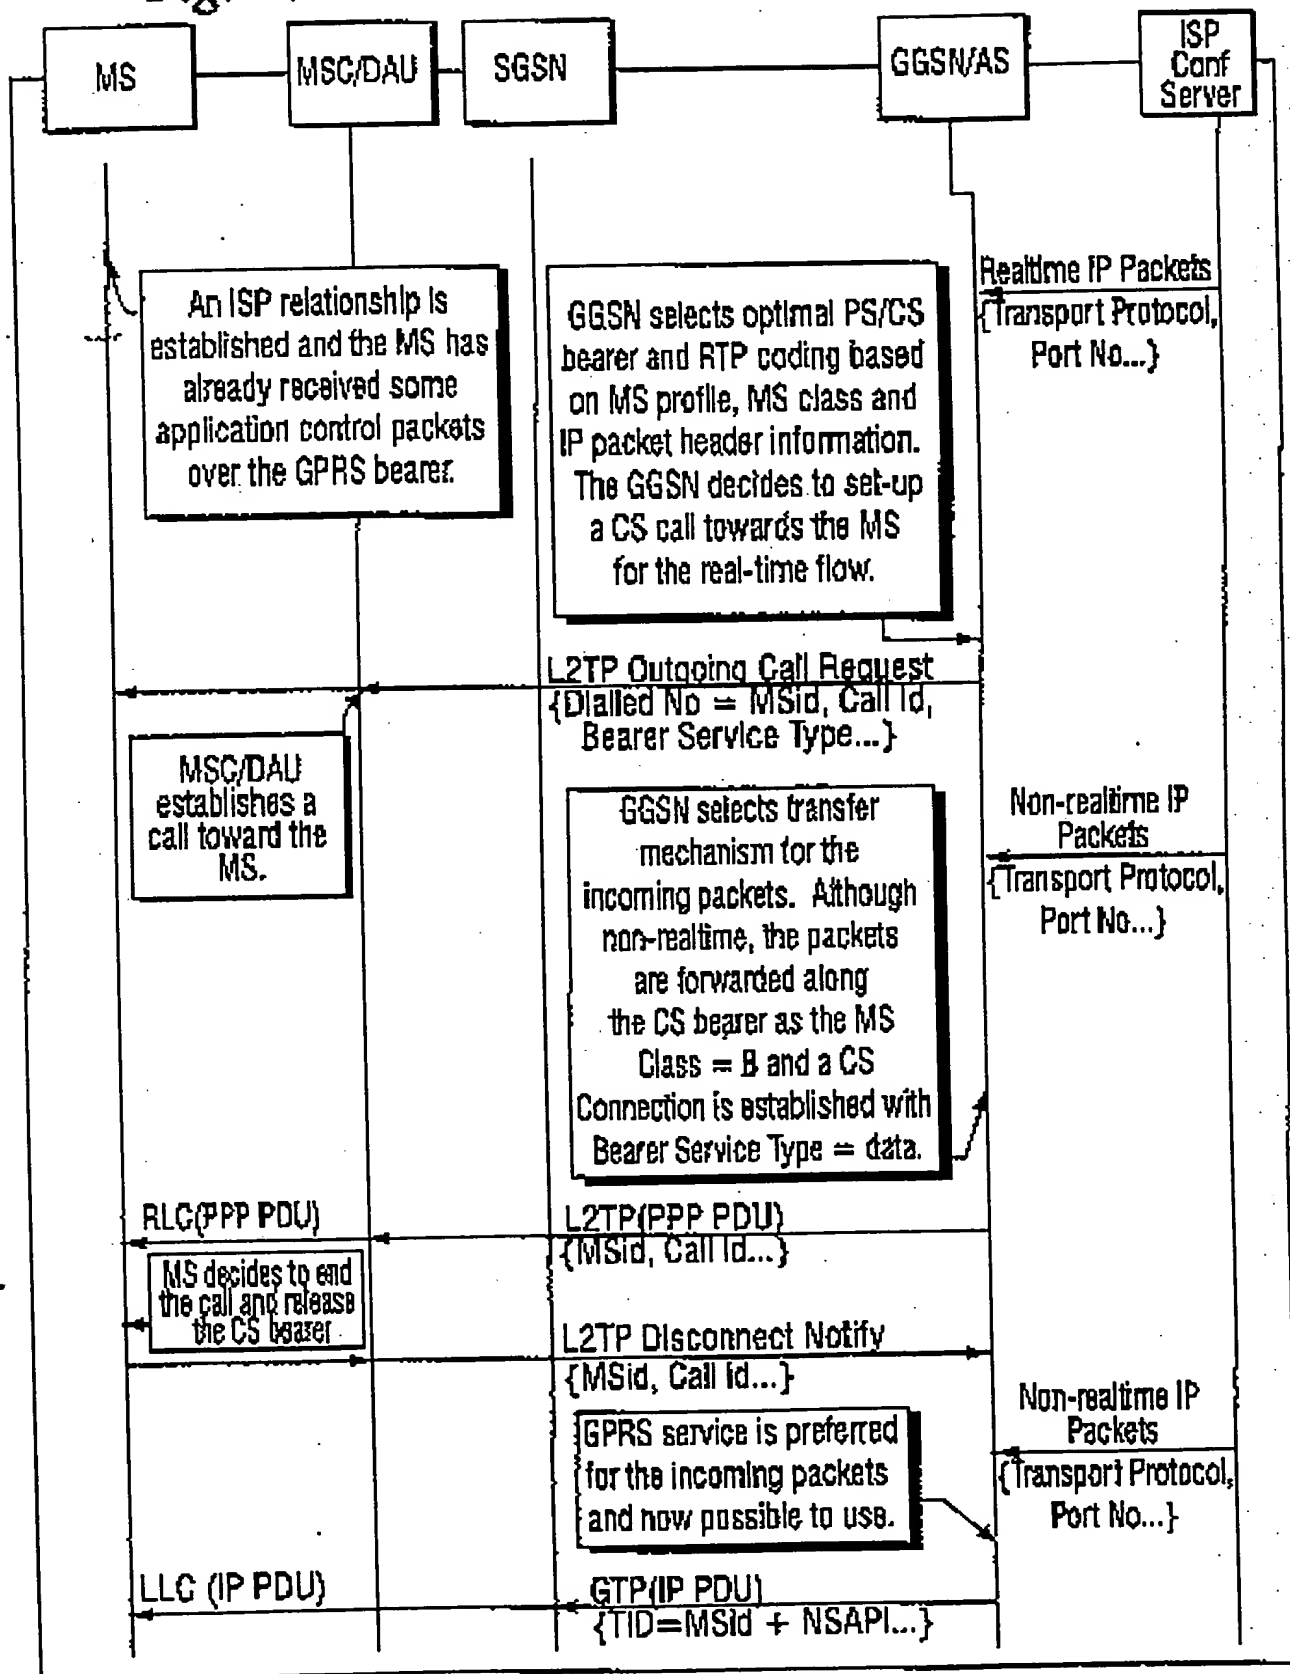 MS
MSC/DAU
SGSN
GGSN/AS
ISP
Conf
Server
An ISP relationship is
established and the MS has
already received some
application control packets
over the GPRS bearer.
GGSN selects optimal PS/CS
bearer and RTP coding based
on MS profile, MS class and
IP packet header information.
The GGSN decides to set-up
a CS call towards the MS
for the real-time flow.
Realtime IP Packets
{Transport Protocol,
Port No...}
L2TP Outgoing Call Request
{Dialled No = MSid, Call Id,
Bearer Service Type...}
MSC/DAU
establishes a
call toward the
MS.
GGSN selects transfer
mechanism for the
incoming packets. Although
non-realtime, the packets
are forwarded along
the CS bearer as the MS
Class = B and a CS
Connection is established with
Bearer Service Type = data.
Non-realtime IP
Packets
{Transport Protocol,
Port No...}
RLC(PPP PDU)
L2TP(PPP PDU)
{MSid, Call Id...}
MS decides to end
the call and release
the CS bearer
L2TP Disconnect Notify
{MSid, Call Id...}
GPRS service is preferred
for the incoming packets
and now possible to use.
Non-realtime IP
Packets
{Transport Protocol,
Port No...}
LLC (IP PDU)
GTP(IP PDU)
{TID=MSid + NSAPI...}